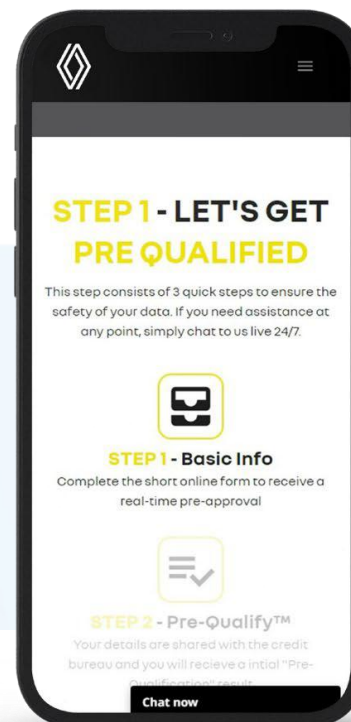 STEP 1 - LET'S GET
PRE QUALIFIED
This step consists of 3 quick steps to ensure the
safety of your data. If you need assistance at
any point, simply chat to us live 24/7.
STEP 1 - Basic Info
Complete the short online form to receive a
real-time pre-approval
STEP 2 - Pre-Qualify™
Your details are shared with the credit
bureau and you will recieve a intial "Pre-
Qualification" result
Chat now